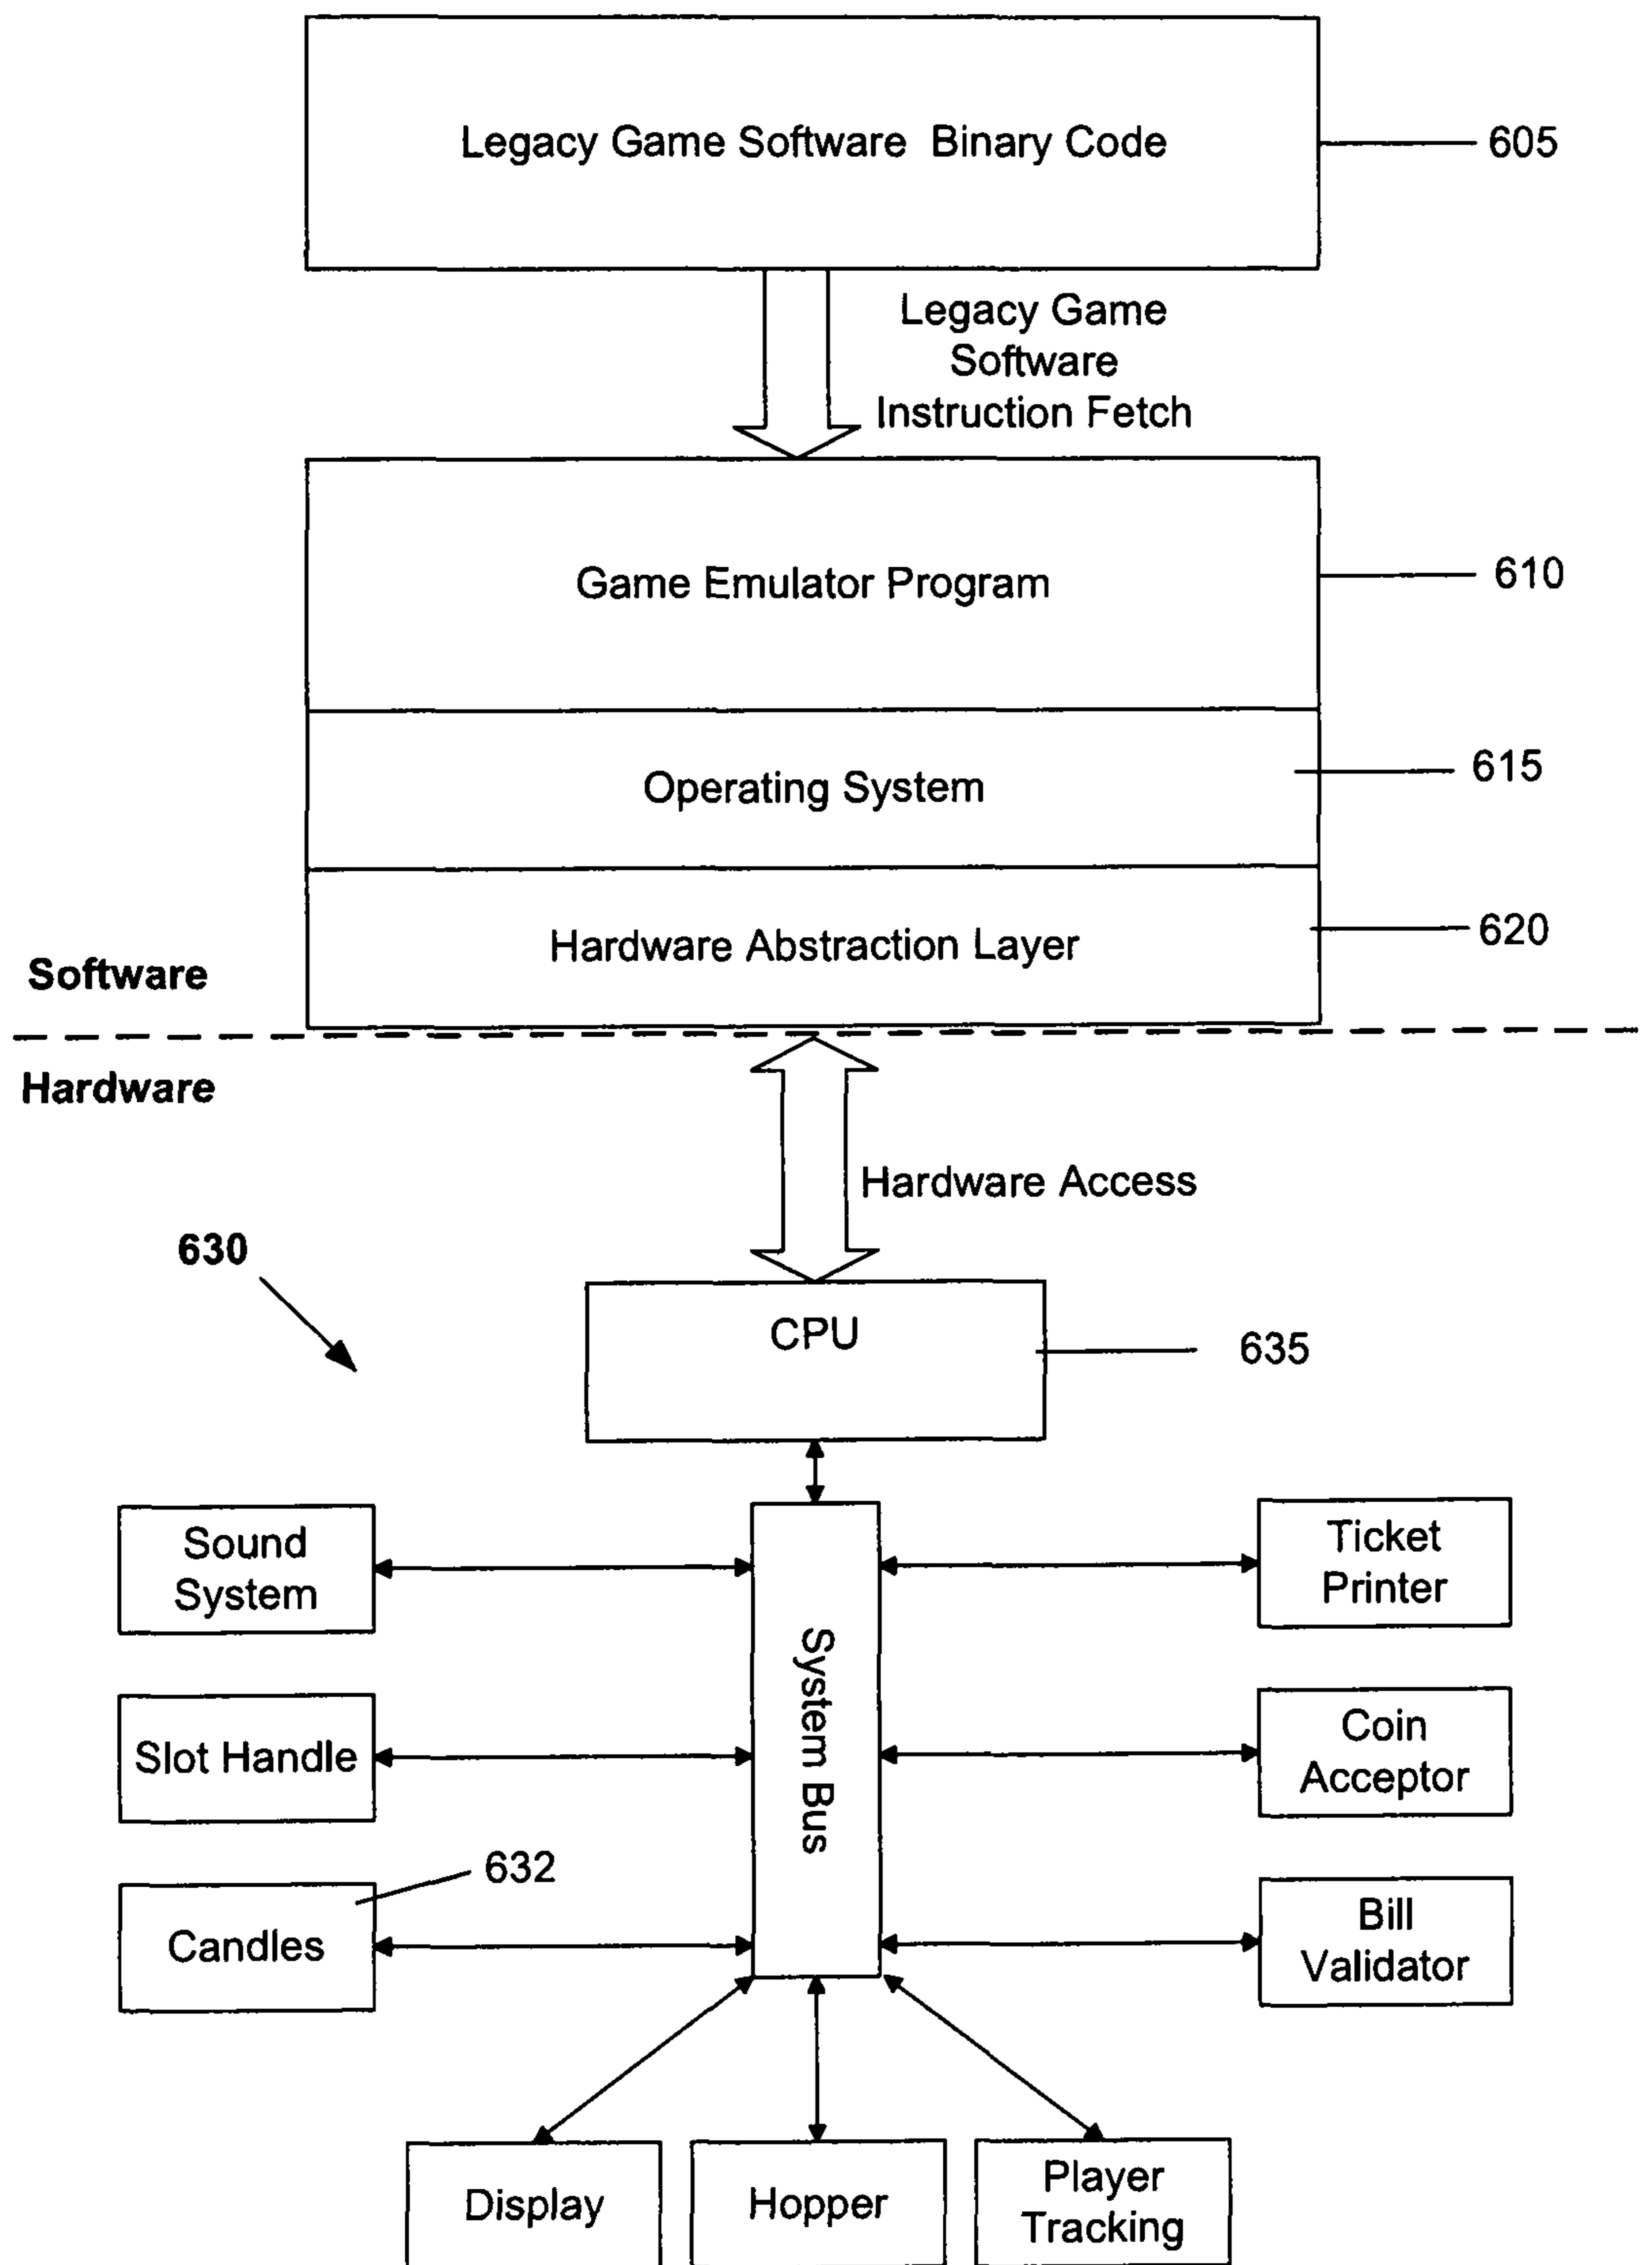 Legacy Game Software Binary Code
605
Legacy Game
Software
Instruction Fetch
Game Emulator Program
610
Operating System
615
Hardware Abstraction Layer
620
Software
Hardware
Hardware Access
630
CPU
635
Sound
System
Ticket
Printer
System Bus
Slot Handle
Coin
Acceptor
632
Candles
Bill
Validator
Display
Hopper
Player
Tracking